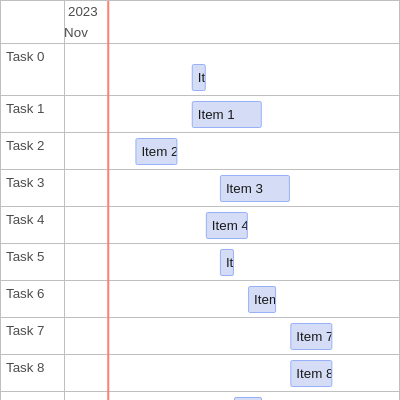 2023
Nov
Task 0
It
Task 1
Item 1
Task 2
Item 2
Task 3
Item 3
Task 4
Item 4
Task 5
It
Task 6
Iten
Task 7
Item 7
Task 8
Item 8